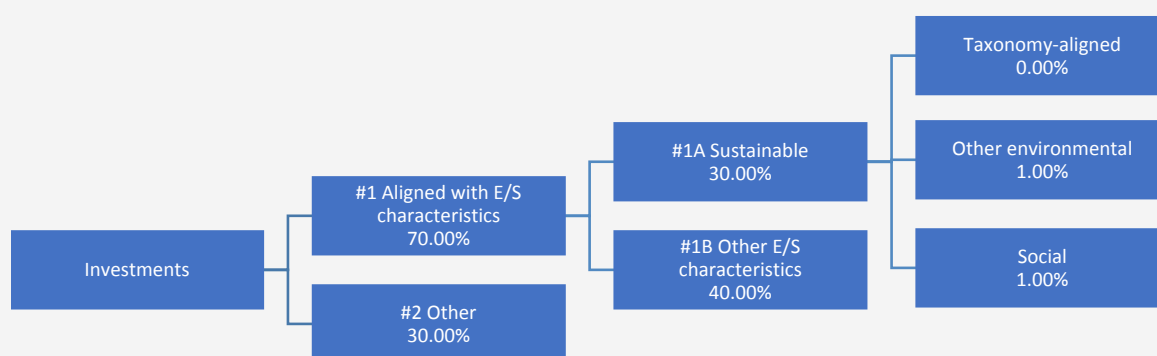 Investments
#1 Aligned with E/S
characteristics
70.00%
#2 Other
30.00%
#1A Sustainable
30.00%
#1B Other E/S
characteristics
40.00%
Taxonomy-aligned
0.00%
Other environmental
1.00%
Social
1.00%